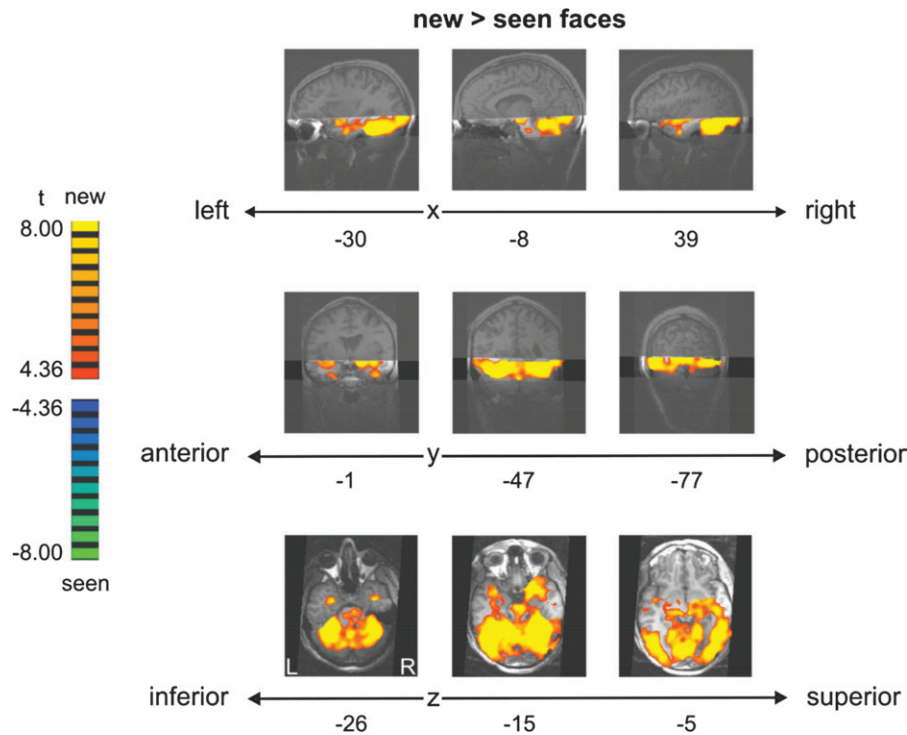 new > seen faces
t new
8.00
4.36
-4.36
-8.00
seen
left x right
-30 -8 39
anterior y posterior
-1 -47 -77
L R
inferior z superior
-26 -15 -5